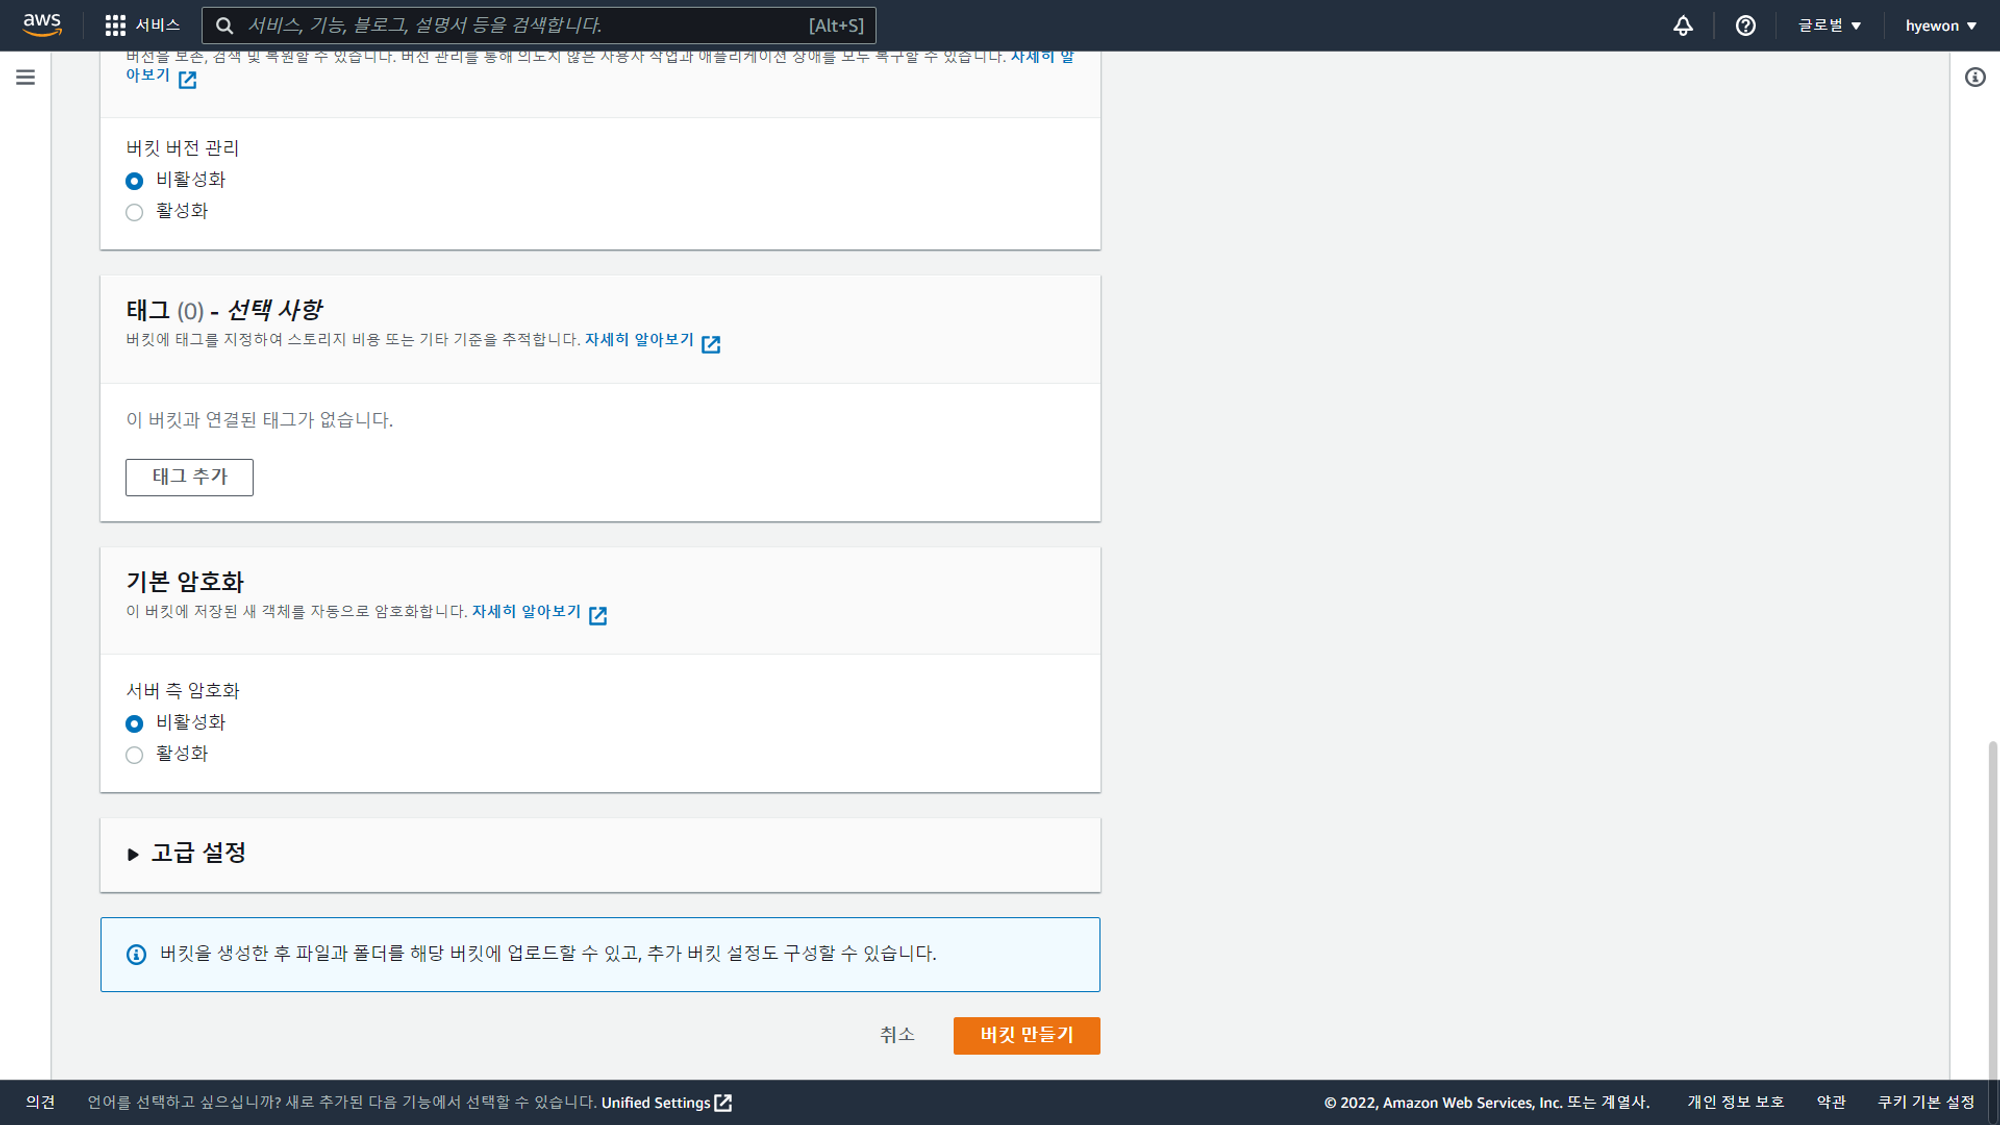 aws 서비스 서비스, 기능, 블로그, 설명서 등을 검색합니다. [Alt+S] 글로벌 hyewon
버전을 보존, 검색 및 복원할 수 있습니다. 버전 관리를 통해 의도치 않은 사용자 작업과 애플리케이션 장애를 모두 복구할 수 있습니다. 자세히 알
아보기
버킷 버전 관리
비활성화
활성화
태그 (0) - 선택 사항
버킷에 태그를 지정하여 스토리지 비용 또는 기타 기준을 추적합니다. 자세히 알아보기
이 버킷과 연결된 태그가 없습니다.
태그 추가
기본 암호화
이 버킷에 저장된 새 객체를 자동으로 암호화합니다. 자세히 알아보기
서버 측 암호화
비활성화
활성화
고급 설정
버킷을 생성한 후 파일과 폴더를 해당 버킷에 업로드할 수 있고, 추가 버킷 설정도 구성할 수 있습니다.
취소 버킷 만들기
의견 언어를 선택하고 싶으십니까? 새로 추가된 다음 기능에서 선택할 수 있습니다. Unified Settings © 2022, Amazon Web Services, Inc. 또는 계열사. 개인 정보 보호 약관 쿠키 기본 설정